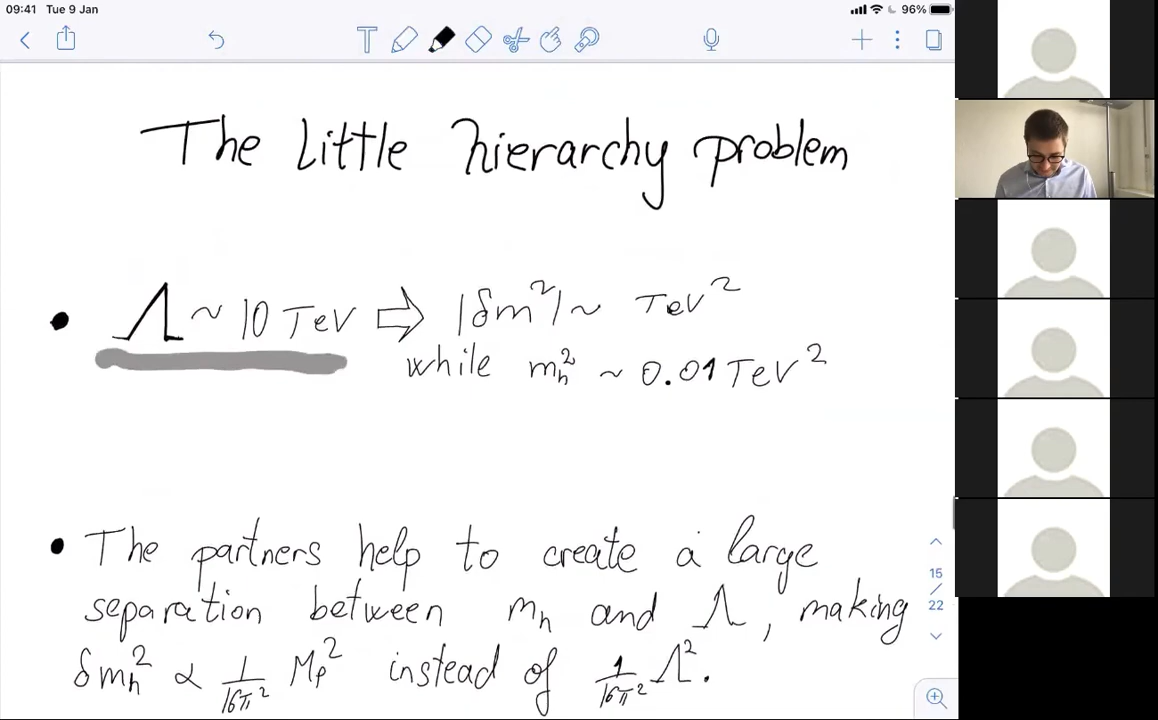 09:41 Tue 9 Jan
96%
The little hierarchy problem
• Λ ~ 10 TeV ⇒ |δm²| ~ TeV²
while m_h² ~ 0.01 TeV²
• The partners help to create a large
separation between m_h and Λ, making
δm_h² ∝ 1/16π² M_P² instead of 1/16π² Λ².
15
/
22